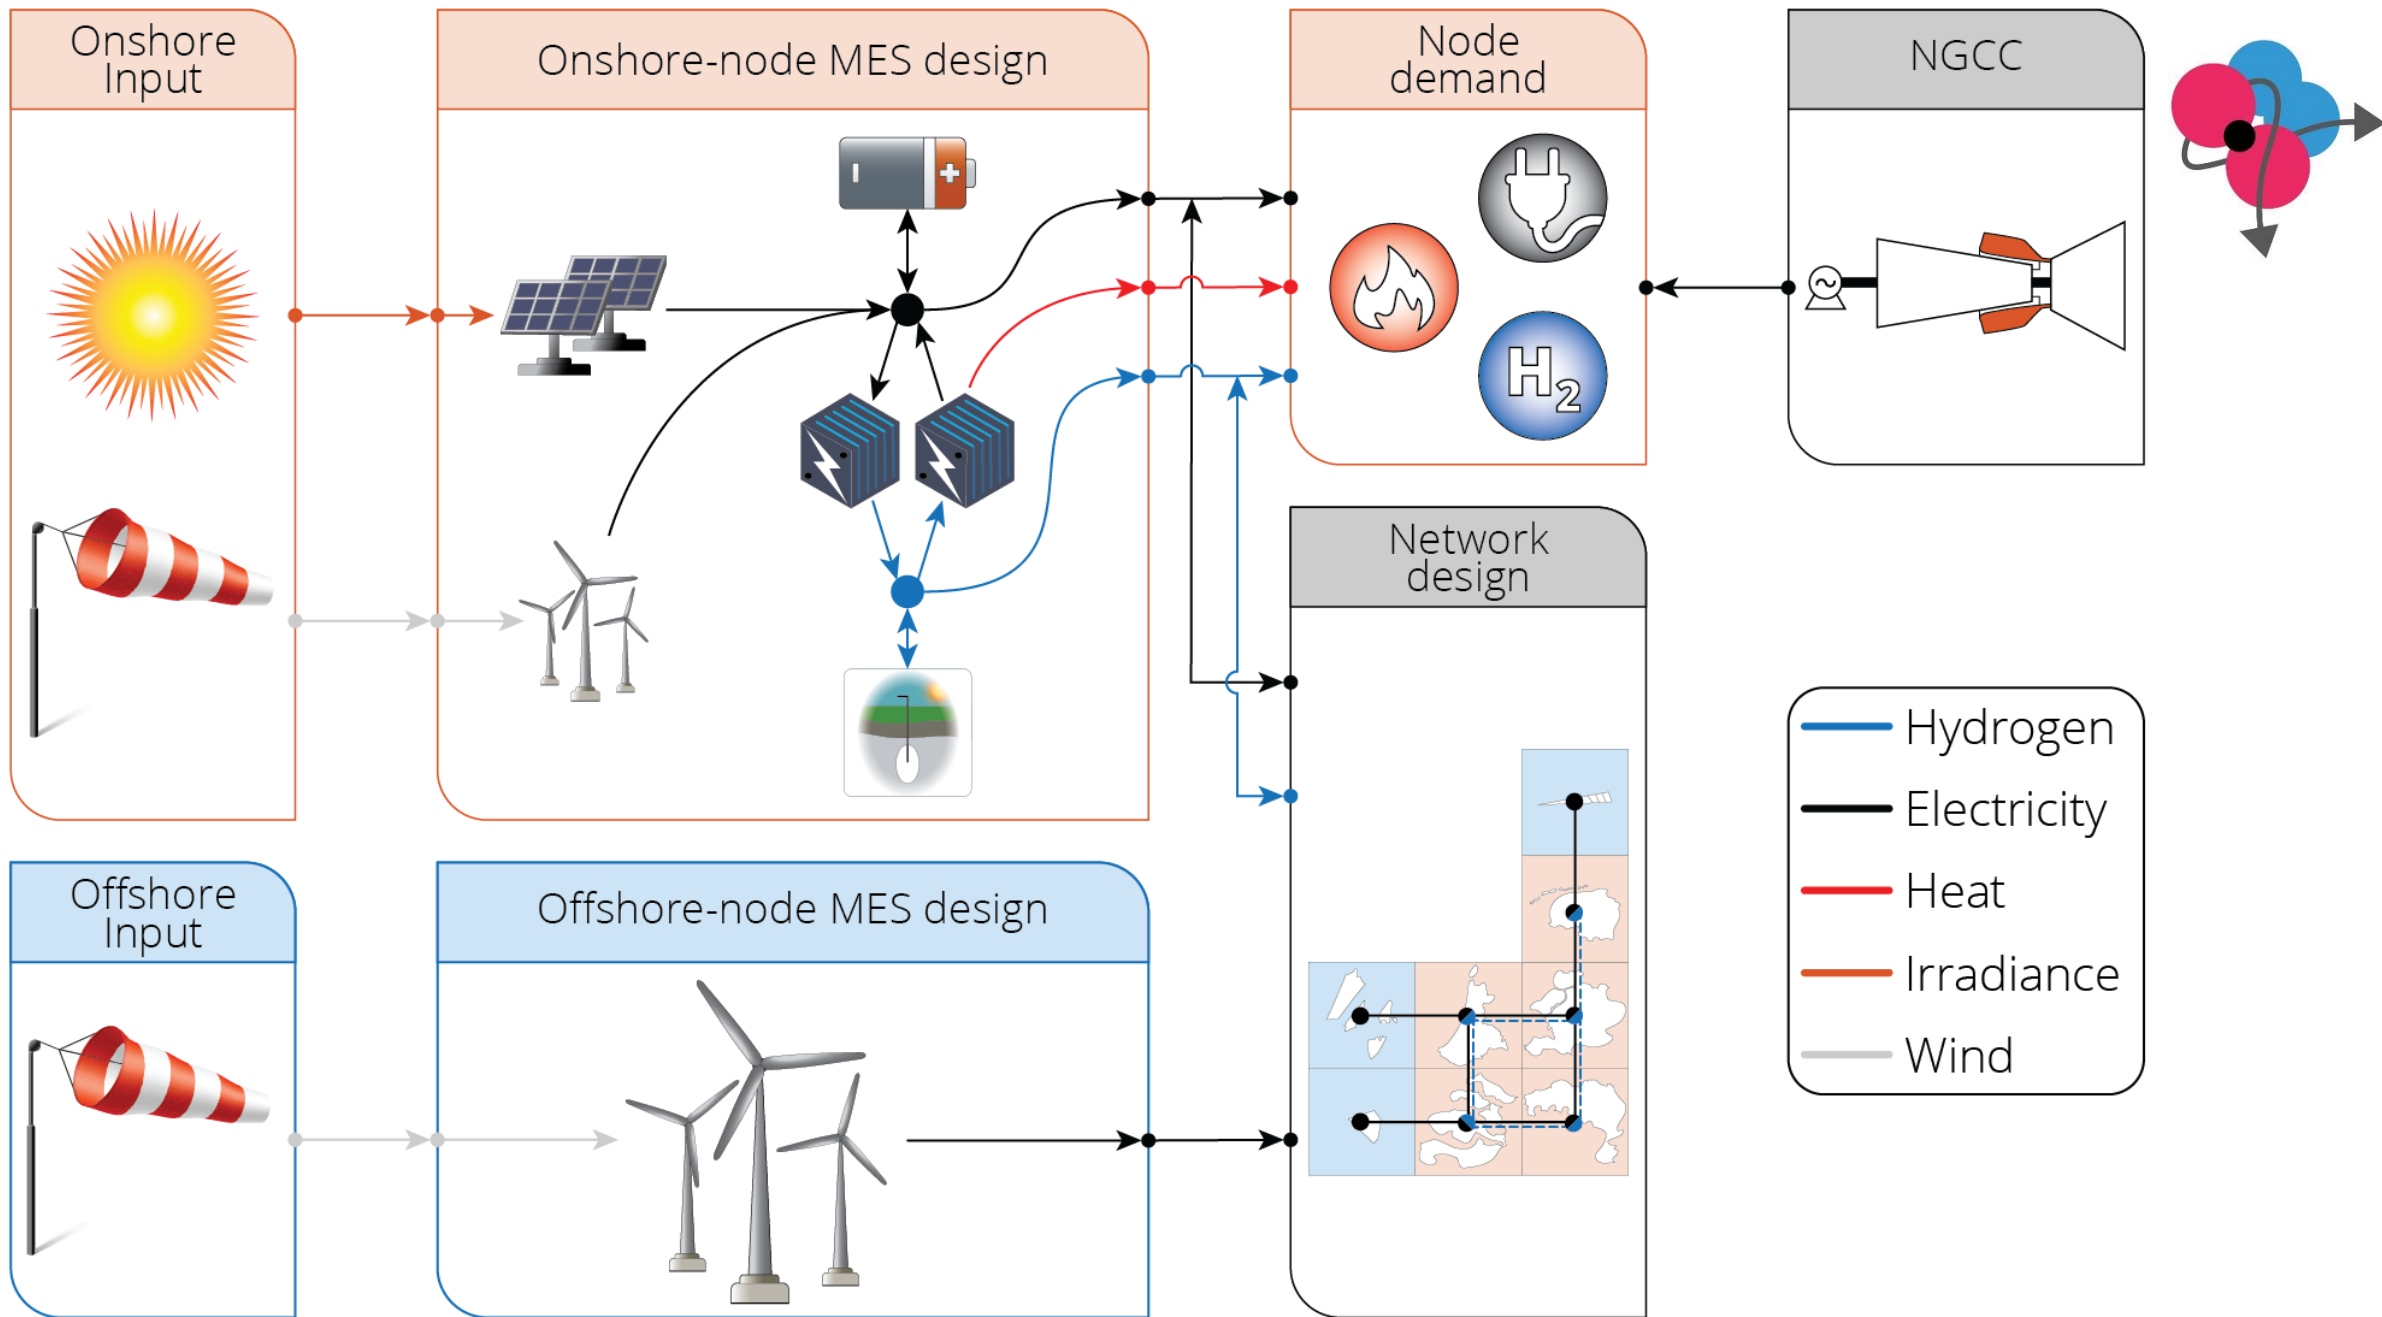 Onshore
Input
Onshore-node MES design
Node
demand
NGCC
H2
Network
design
Offshore
Input
Offshore-node MES design
Hydrogen
Electricity
Heat
Irradiance
Wind